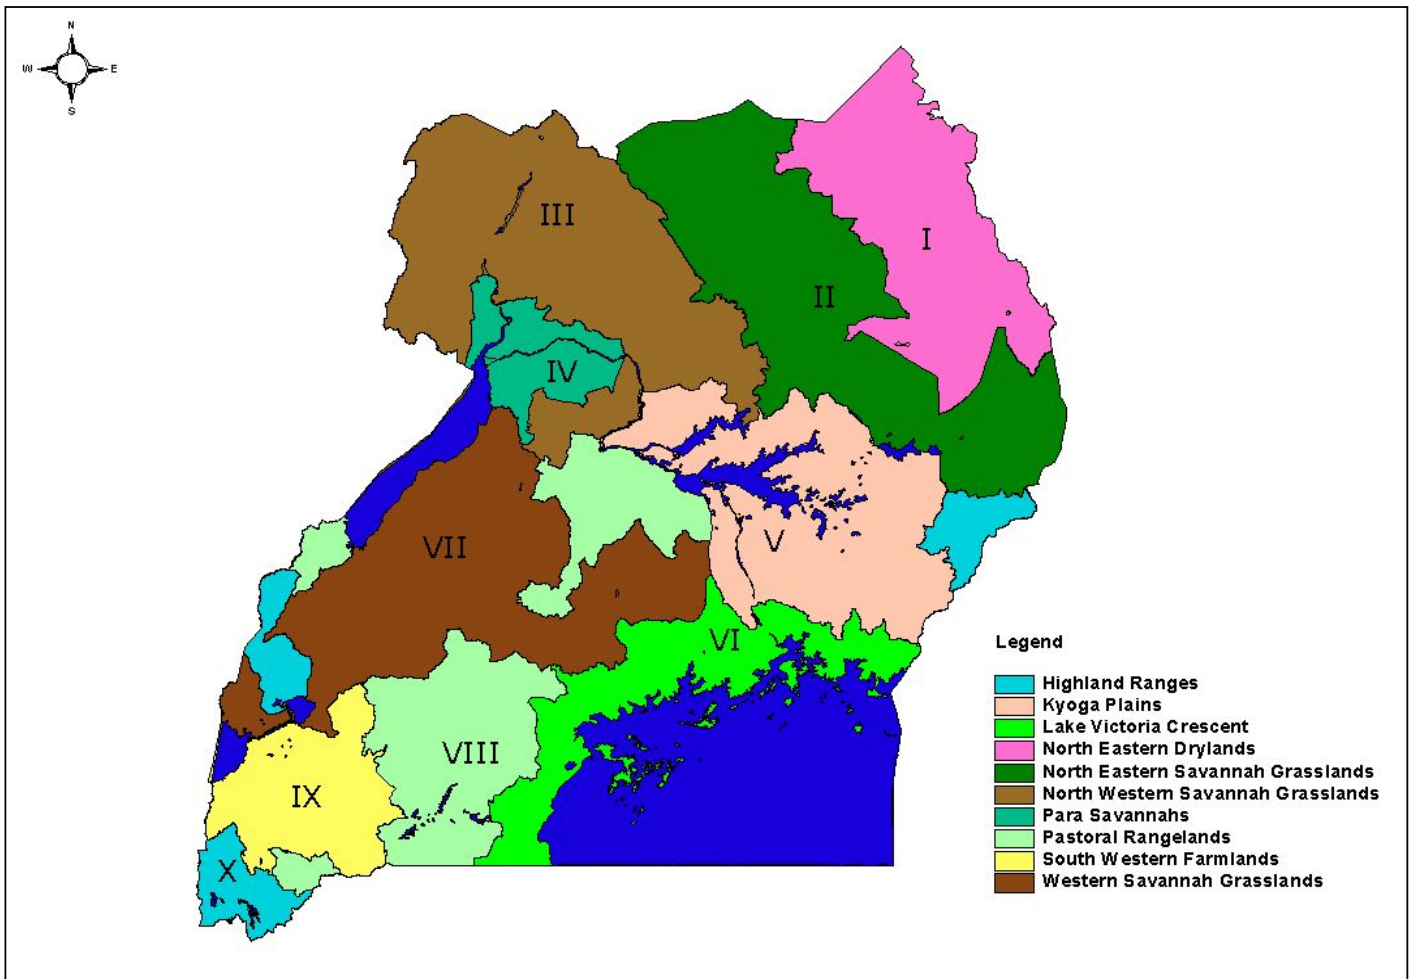 N
W E
S
III
I
II
IV
V
VII
VI
VIII
IX
X
Legend
Highland Ranges
Kyoga Plains
Lake Victoria Crescent
North Eastern Drylands
North Eastern Savannah Grasslands
North Western Savannah Grasslands
Para Savannahs
Pastoral Rangelands
South Western Farmlands
Western Savannah Grasslands